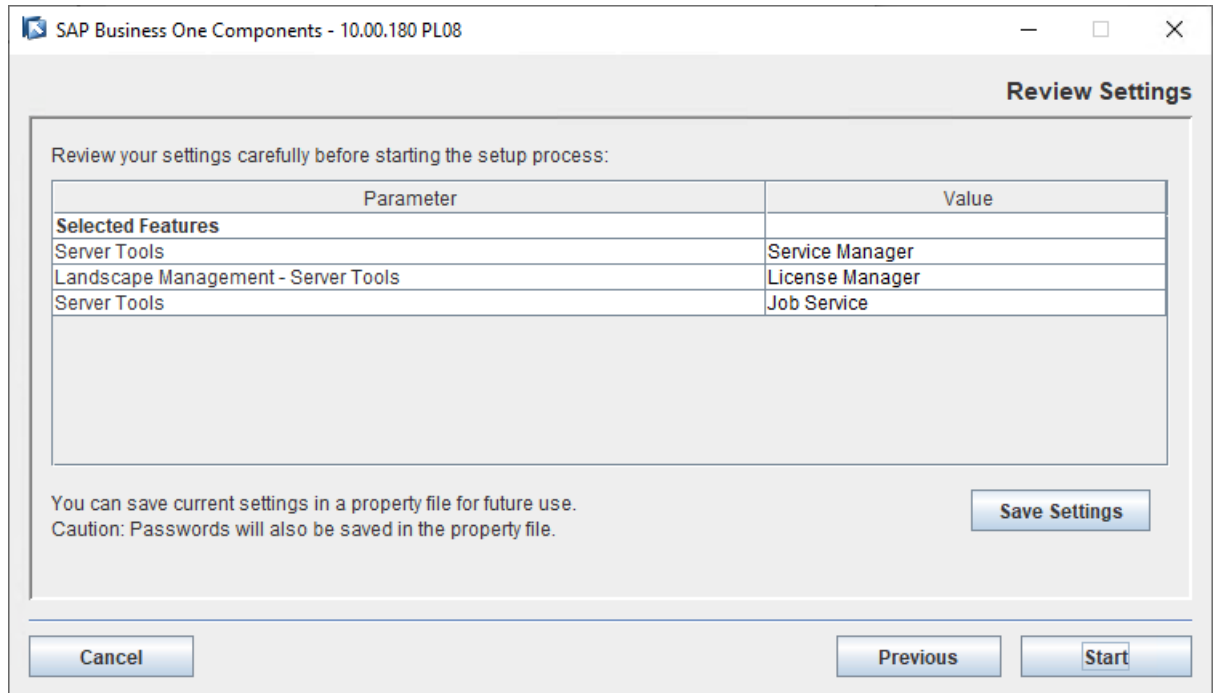 SAP Business One Components - 10.00.180 PL08
Review Settings
Review your settings carefully before starting the setup process:
Parameter Value
Selected Features
Server Tools Service Manager
Landscape Management - Server Tools License Manager
Server Tools Job Service
You can save current settings in a property file for future use.
Caution: Passwords will also be saved in the property file.
Save Settings
Cancel Previous Start